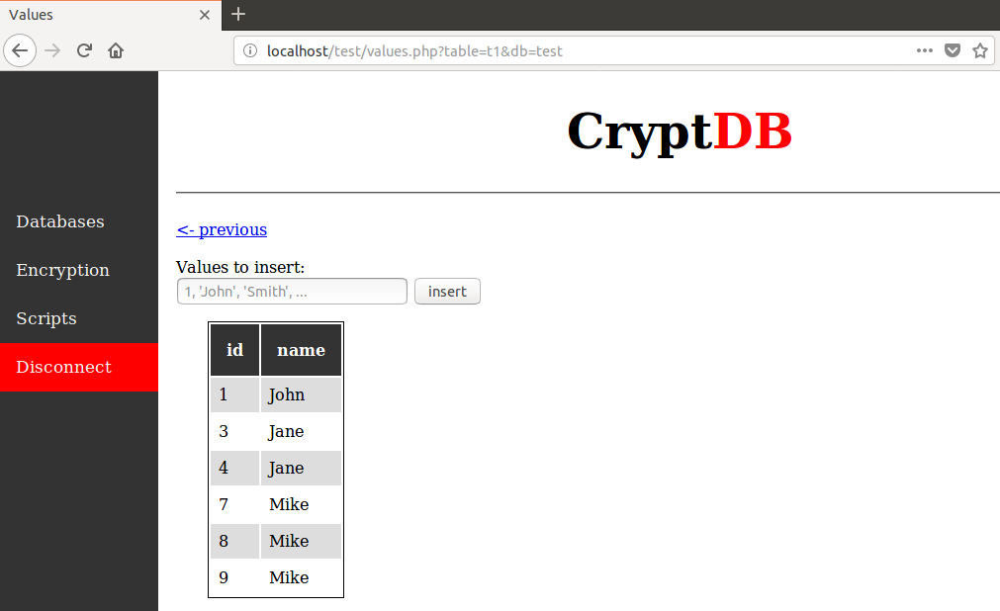 Values
localhost/test/values.php?table=t1&db=test
CryptDB
Databases
Encryption
Scripts
Disconnect
<- previous
Values to insert:
1, 'John', 'Smith', ... insert
id name
1 John
3 Jane
4 Jane
7 Mike
8 Mike
9 Mike